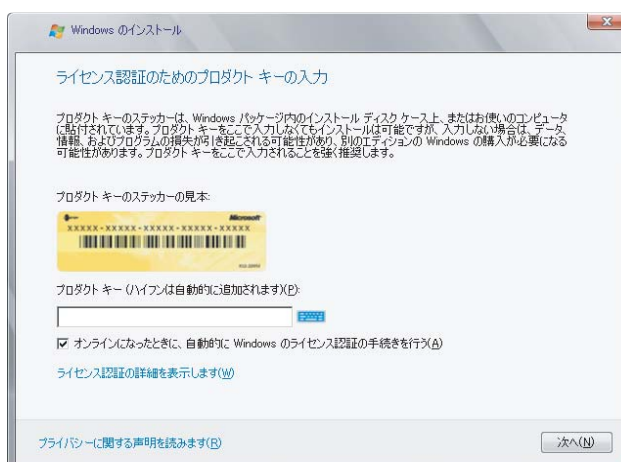 Windows のインストール
ライセンス認証のためのプロダクト キーの入力
プロダクト キーのステッカーは、Windows パッケージ内のインストール ディスク ケース上、またはお使いのコンピュータ
に貼付されています。プロダクト キーをここで入力しなくてもインストールは可能ですが、入力しない場合は、データ、
情報、およびプログラムの損失が引き起こされる可能性があり、別のエディションの Windows の購入が必要になる
可能性があります。プロダクト キーをここで入力されることを強く推奨します。
プロダクト キーのステッカーの見本:
Microsoft
XXXXX-XXXXX-XXXXX-XXXXX-XXXXX
プロダクト キー (ハイフンは自動的に追加されます)(P):
オンラインになったときに、自動的に Windows のライセンス認証の手続きを行う(A)
ライセンス認証の詳細を表示します(W)
プライバシーに関する声明を読みます(R)
次へ(N)